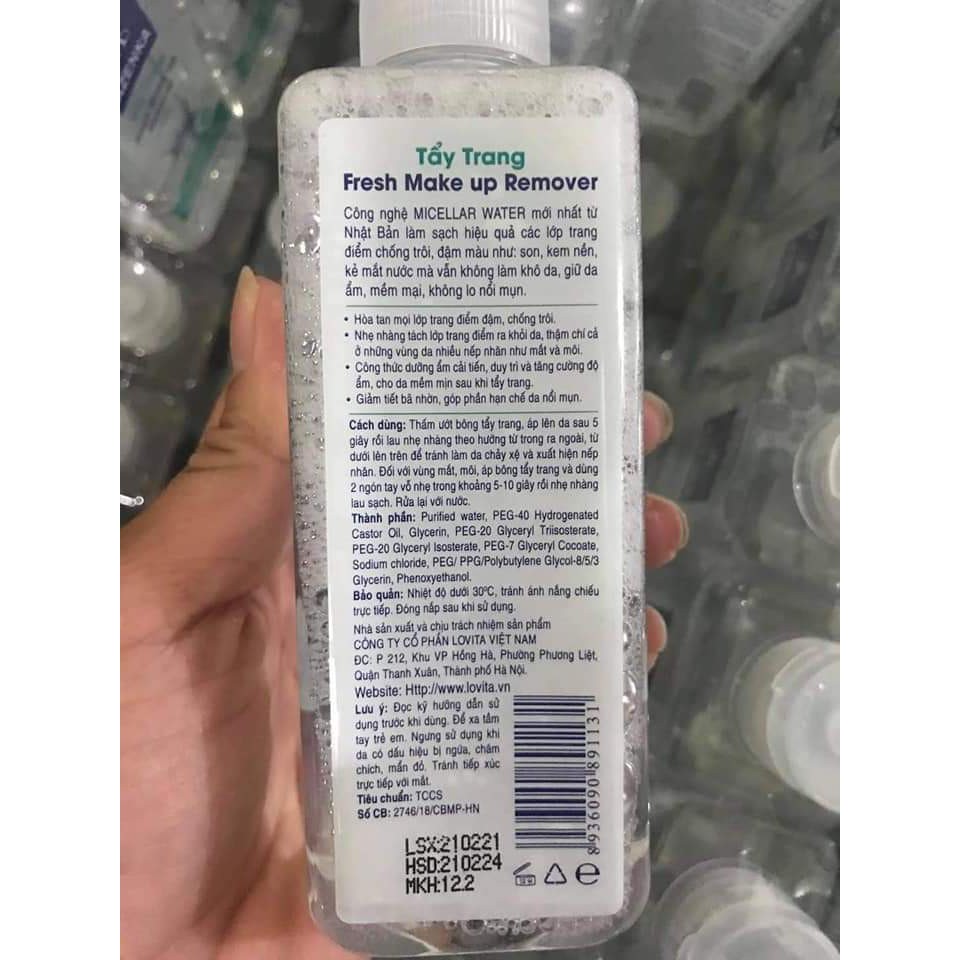 Tẩy Trang
Fresh Make up Remover
Công nghệ MICELLAR WATER mới nhất từ
Nhật Bản làm sạch hiệu quả các lớp trang
điểm chống trôi, đậm màu như: son, kem nền,
kẻ mắt nước mà vẫn không làm khô da, giữ da
ẩm, mềm mại, không lo nổi mụn.
• Hòa tan mọi lớp trang điểm đậm, chống trôi.
• Nhẹ nhàng tách lớp trang điểm ra khỏi da, thậm chí cả
ở những vùng da nhiều nếp nhăn như mắt và môi.
• Công thức dưỡng ẩm cải tiến, duy trì và tăng cường độ
ẩm, cho da mềm mịn sau khi tẩy trang.
• Giảm tiết bã nhờn, góp phần hạn chế da nổi mụn.
Cách dùng: Thấm ướt bông tẩy trang, áp lên da sau 5
giây rồi lau nhẹ nhàng theo hướng từ trong ra ngoài, từ
dưới lên trên để tránh làm da chảy xệ và xuất hiện nếp
nhăn. Đối với vùng mắt, môi, áp bông tẩy trang và dùng
2 ngón tay vỗ nhẹ trong khoảng 5-10 giây rồi nhẹ nhàng
lau sạch. Rửa lại với nước.
Thành phần: Purified water, PEG-40 Hydrogenated
Castor Oil, Glycerin, PEG-20 Glyceryl Triisosterate,
PEG-20 Glyceryl Isosterate, PEG-7 Glyceryl Cocoate,
Sodium chloride, PEG/ PPG/Polybutylene Glycol-8/5/3
Glycerin, Phenoxyethanol.
Bảo quản: Nhiệt độ dưới 30ºC, tránh ánh nắng chiếu
trực tiếp. Đóng nắp sau khi sử dụng.
Nhà sản xuất và chịu trách nhiệm sản phẩm
CÔNG TY CỔ PHẦN LOVITA VIỆT NAM
ĐC: P 212, Khu VP Hồng Hà, Phường Phương Liệt,
Quận Thanh Xuân, Thành phố Hà Nội.
Website: Http://www.lovita.vn
Lưu ý: Đọc kỹ hướng dẫn sử
dụng trước khi dùng. Để xa tầm
tay trẻ em. Ngưng sử dụng khi
da có dấu hiệu bị ngứa, châm
chích, mẩn đỏ. Tránh tiếp xúc
trực tiếp với mắt.
Tiêu chuẩn: TCCS
Số CB: 2746/18/CBMP-HN
8 936090 891131
LSX:210221
HSD:210224
MKH:12.2